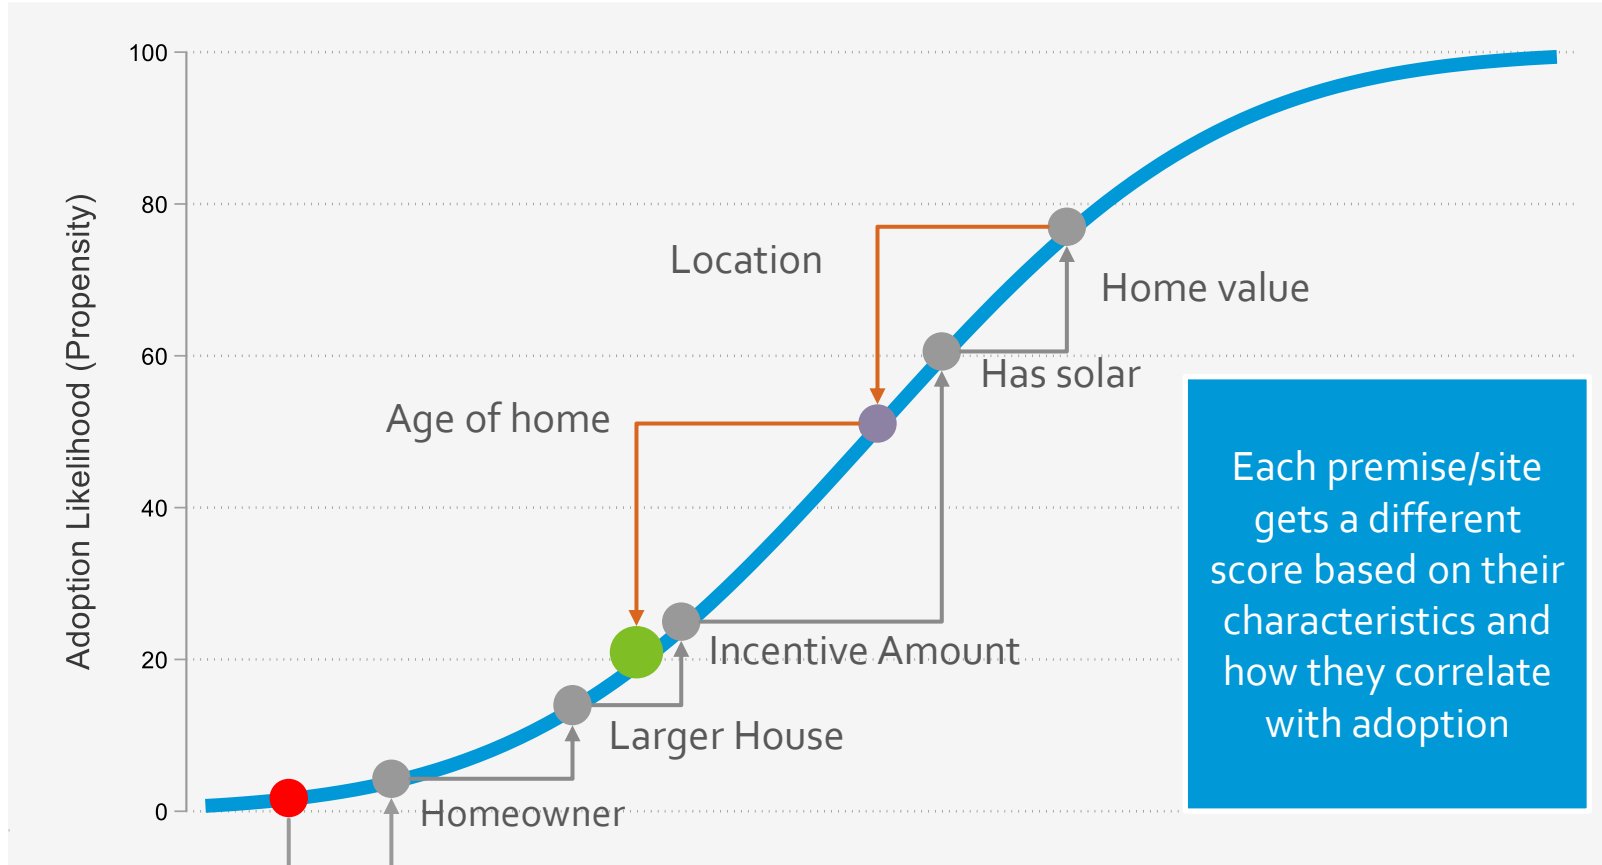 100
80
60
40
20
0
Adoption Likelihood (Propensity)
Location
Home value
Has solar
Age of home
Incentive Amount
Larger House
Homeowner
Each premise/site
gets a different
score based on their
characteristics and
how they correlate
with adoption